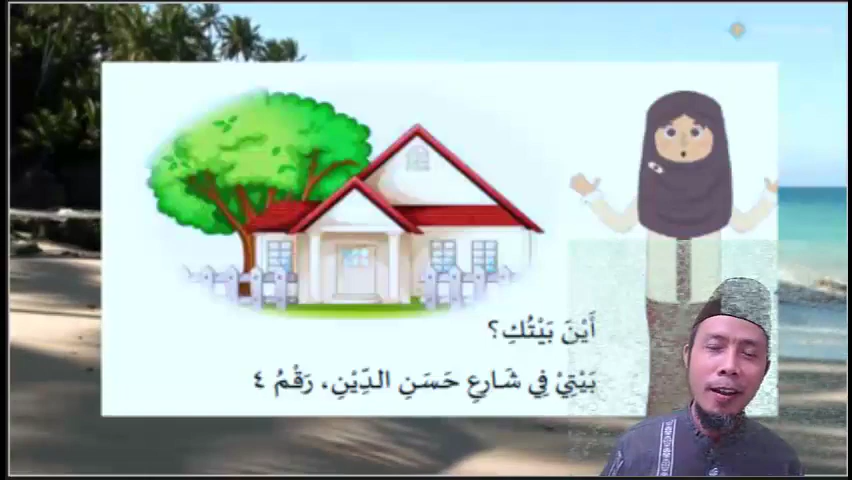 أَيْنَ بَيْتُكِ؟
بَيْتِيْ فِي شَارِعِ حَسَنِ الدِّيْنِ، رَقْمُ ٤